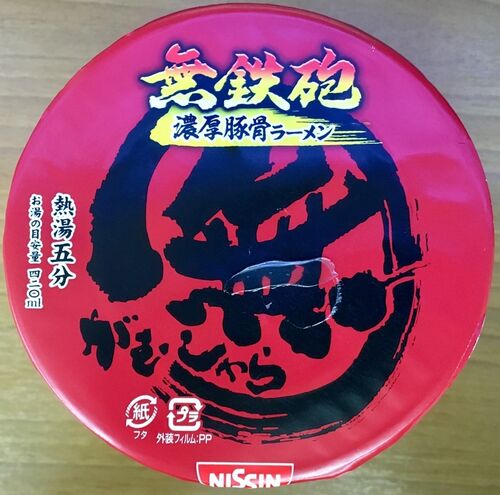 無鉄砲
濃厚豚骨ラーメン
熱湯五分
お湯の目安量 四二〇ml
無
がむしゃら
紙
フタ
プラ
外装フィルム:PP
NISSIN